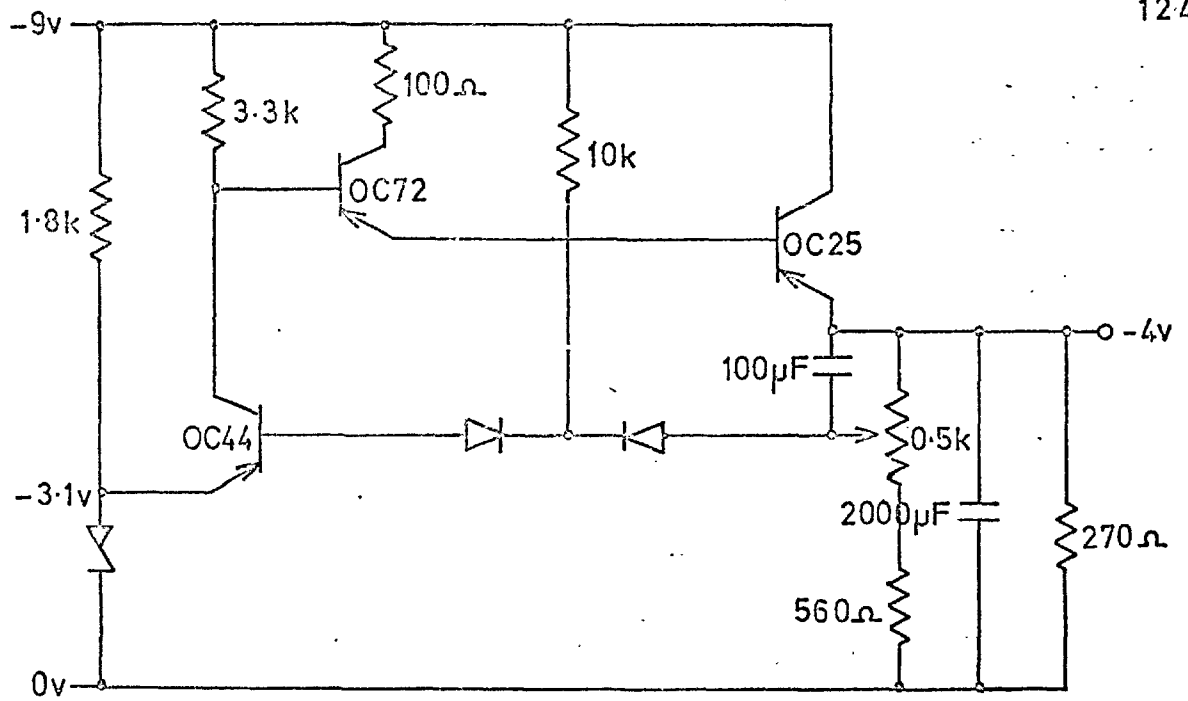 -9v
12.4
100Ω
3.3k
10k
OC72
1.8k
OC25
-4v
100µF
OC44
0.5k
-3.1v
2000µF
270Ω
560Ω
0v